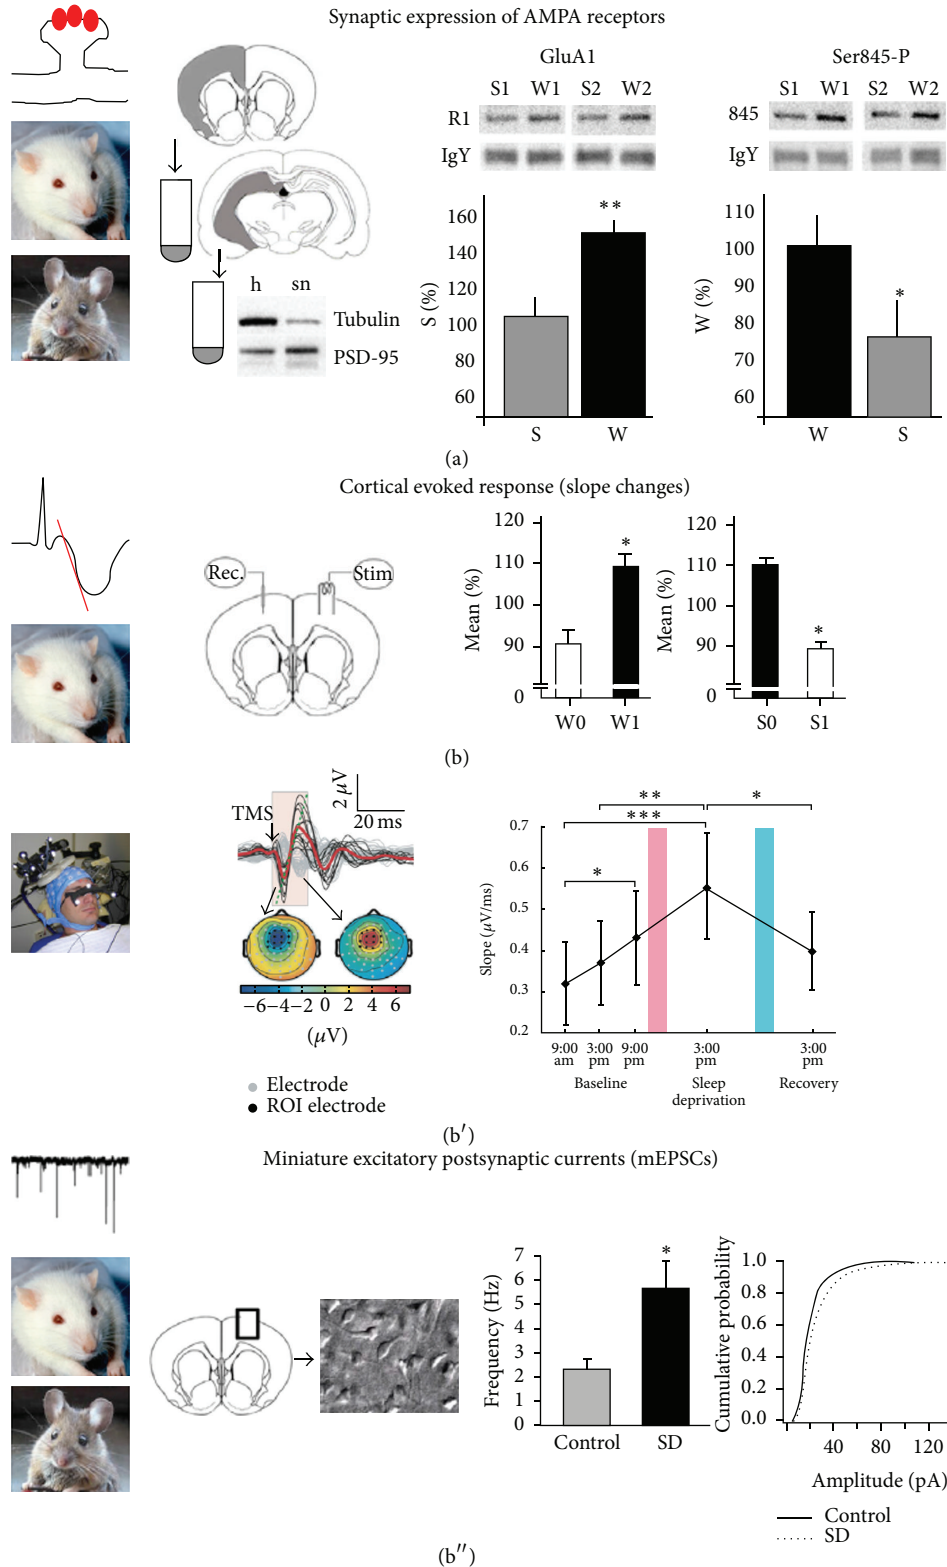 Synaptic expression of AMPA receptors
GluA1
S1 W1 S2 W2
R1
IgY
Ser845-P
S1 W1 S2 W2
845
IgY
h sn
Tubulin
PSD-95
S (%)
160
140
120
100
80
60
**
S W
W (%)
110
100
90
80
70
60
*
W S
(a)
Cortical evoked response (slope changes)
Rec.
Stim
Mean (%)
120
110
100
90
0
*
W0 W1
Mean (%)
120
110
100
90
0
*
S0 S1
(b)
TMS
2 μV
20 ms
−6 −4 −2 0 2 4 6
(μV)
Electrode
ROI electrode
Slope (μV/ms)
0.7
0.6
0.5
0.4
0.3
0.2
** *
***
*
9:00 am
3:00 pm
9:00 pm
3:00 pm
3:00 pm
Baseline
Sleep deprivation
Recovery
(b′)
Miniature excitatory postsynaptic currents (mEPSCs)
Frequency (Hz)
7
6
5
4
3
2
1
0
*
Control SD
Cumulative probability
1.0
0.8
0.6
0.4
0.2
0.0
40 80 120
Amplitude (pA)
Control
SD
(b″)